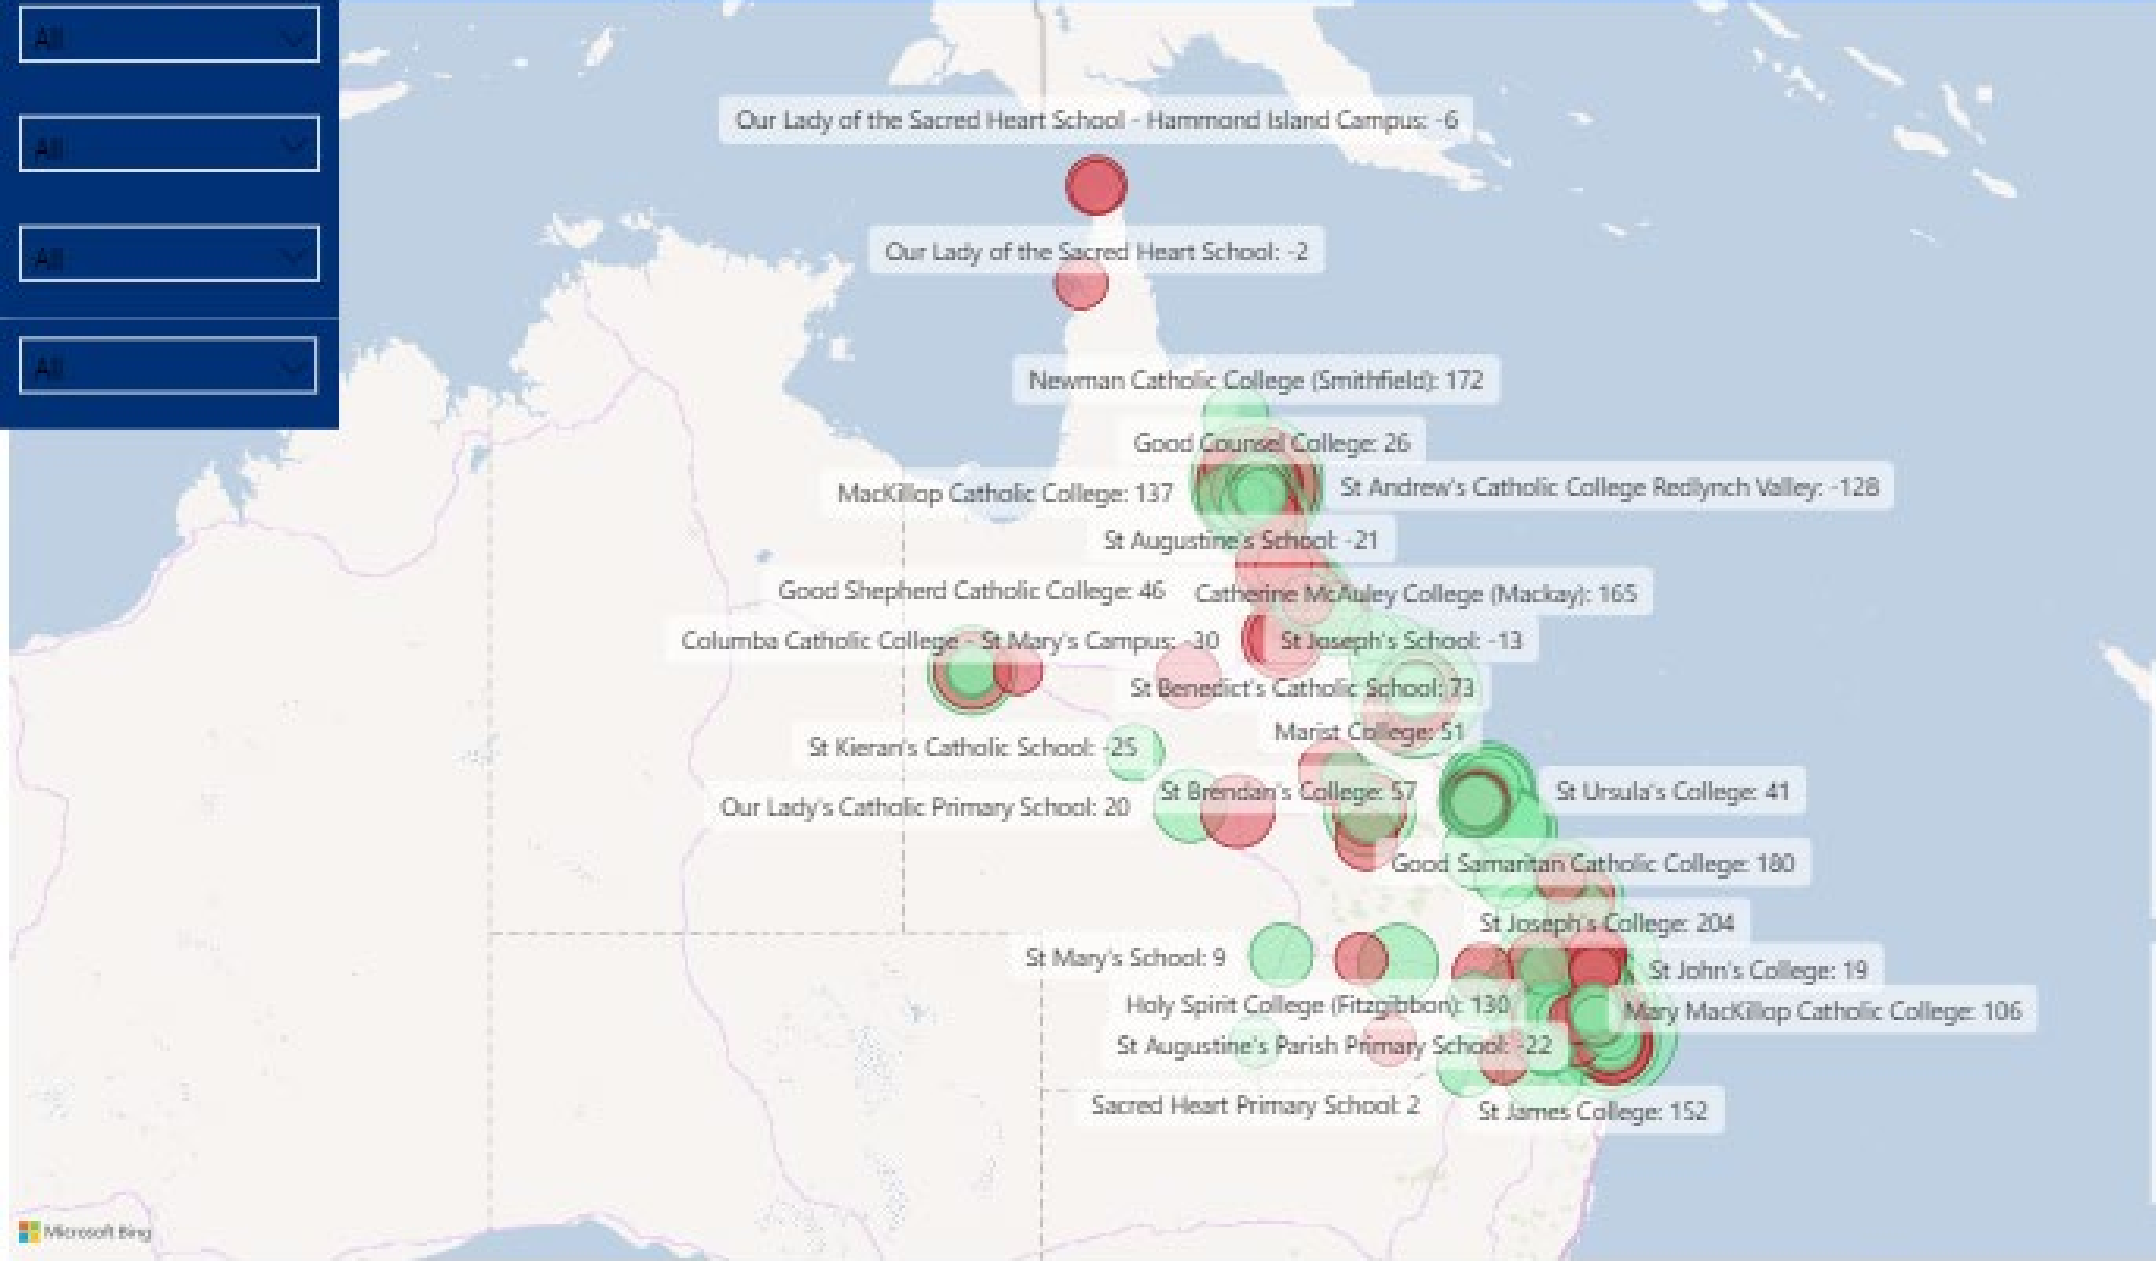 All
All
All
All
Our Lady of the Sacred Heart School - Hammond Island Campus: -6
Our Lady of the Sacred Heart School: -2
Newman Catholic College (Smithfield): 172
Good Counsel College: 26
MacKillop Catholic College: 137
St Andrew's Catholic College Redlynch Valley: -128
St Augustine's School: -21
Good Shepherd Catholic College: 46
Catherine McAuley College (Mackay): 165
Columba Catholic College - St Mary's Campus: -30
St Joseph's School: -13
St Benedict's Catholic School: 73
Marist College: 51
St Kieran's Catholic School: -25
St Brendan's College: 57
St Ursula's College: 41
Our Lady's Catholic Primary School: 20
Good Samaritan Catholic College: 180
St Joseph's College: 204
St Mary's School: 9
St John's College: 19
Holy Spirit College (Fitzgibbon): 130
Mary MacKillop Catholic College: 106
St Augustine's Parish Primary School: -22
Sacred Heart Primary School: 2
St James College: 152
Microsoft Bing